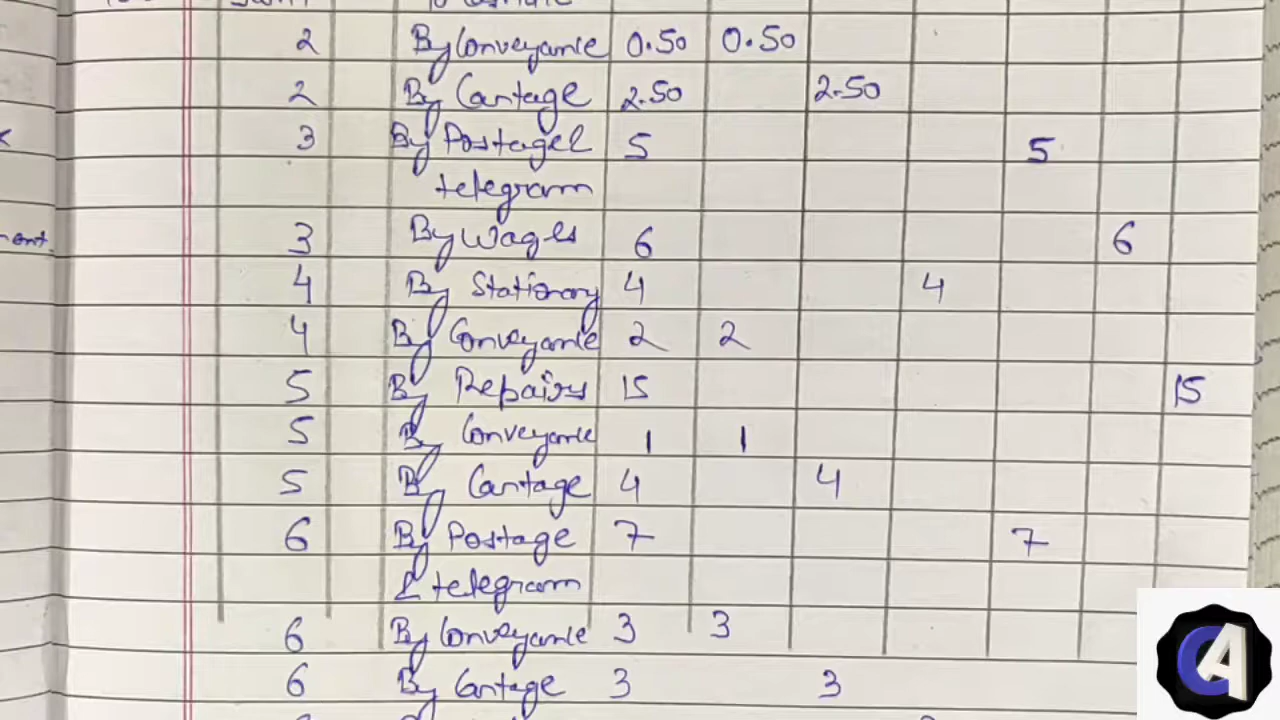 2 By Conveyance 0.50 0.50
2 By Cartage 2.50 2.50
3 By Postage & 5 5
telegram
3 By Wages 6 6
4 By Stationary 4 4
4 By Conveyance 2 2
5 By Repairs 15 15
5 By Conveyance 1 1
5 By Cartage 4 4
6 By Postage 7 7
& telegram
6 By Conveyance 3 3
6 By Cartage 3 3
CA